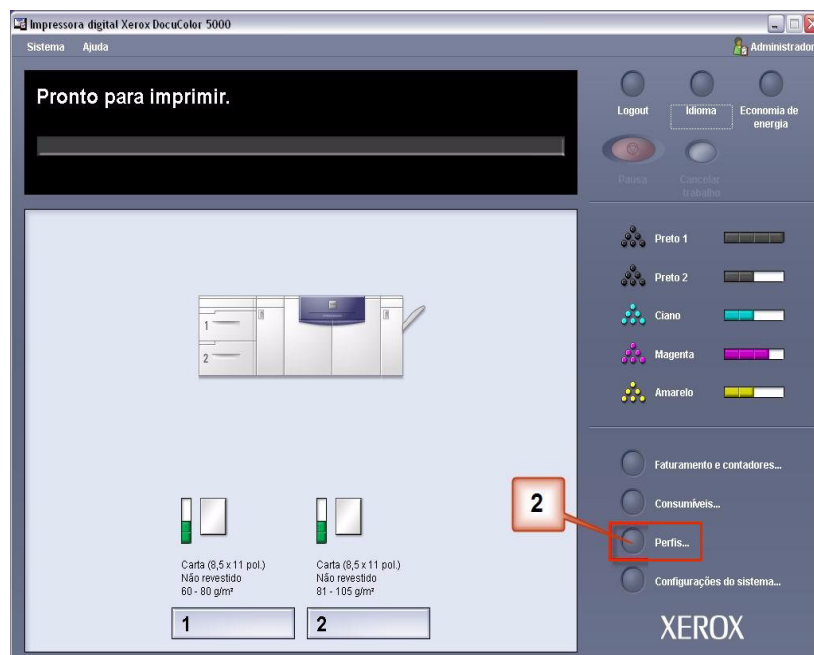 Impressora digital Xerox DocuColor 5000
Sistema Ajuda
Administrador
Pronto para imprimir.
Logout Idioma Economia de
energia
Pausa Cancelar
trabalho
Preto 1
Preto 2
Ciano
Magenta
Amarelo
1
2
Faturamento e contadores...
Consumíveis...
2
Perfis...
Configurações do sistema...
Carta (8,5 x 11 pol.)
Não revestido
60 - 80 g/m²
1
Carta (8,5 x 11 pol.)
Não revestido
81 - 105 g/m²
2
XEROX